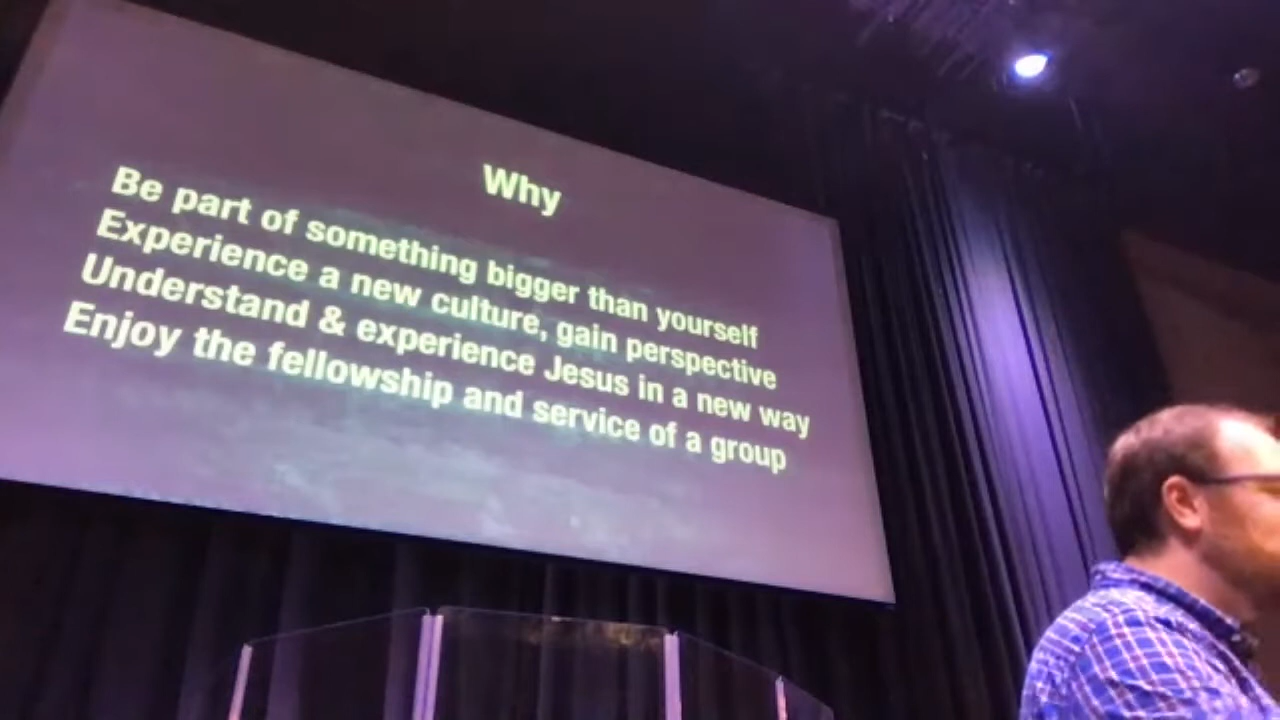 Why
Be part of something bigger than yourself
Experience a new culture, gain perspective
Understand & experience Jesus in a new way
Enjoy the fellowship and service of a group